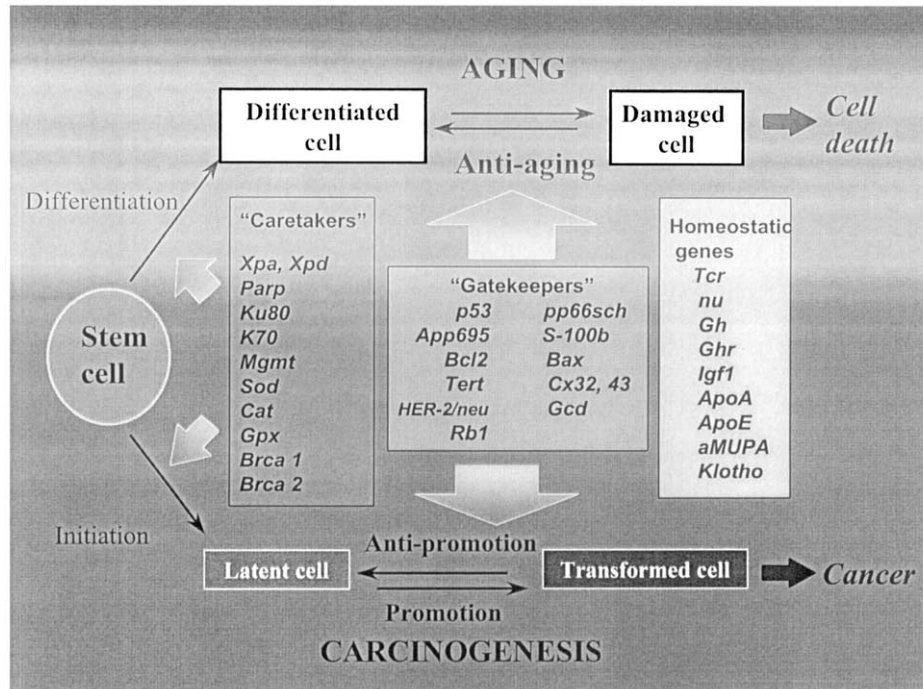 AGING
Differentiated
cell
Damaged
cell
Cell
death
Anti-aging
Differentiation
"Caretakers"
Xpa, Xpd
Parp
Ku80
K70
Mgmt
Sod
Cat
Gpx
Brca 1
Brca 2
"Gatekeepers"
p53 pp66sch
App695 S-100b
Bcl2 Bax
Tert Cx32, 43
HER-2/neu Gcd
Rb1
Homeostatic
genes
Tcr
nu
Gh
Ghr
Igf1
ApoA
ApoE
aMUPA
Klotho
Stem
cell
Initiation
Anti-promotion
Latent cell
Transformed cell
Cancer
Promotion
CARCINOGENESIS